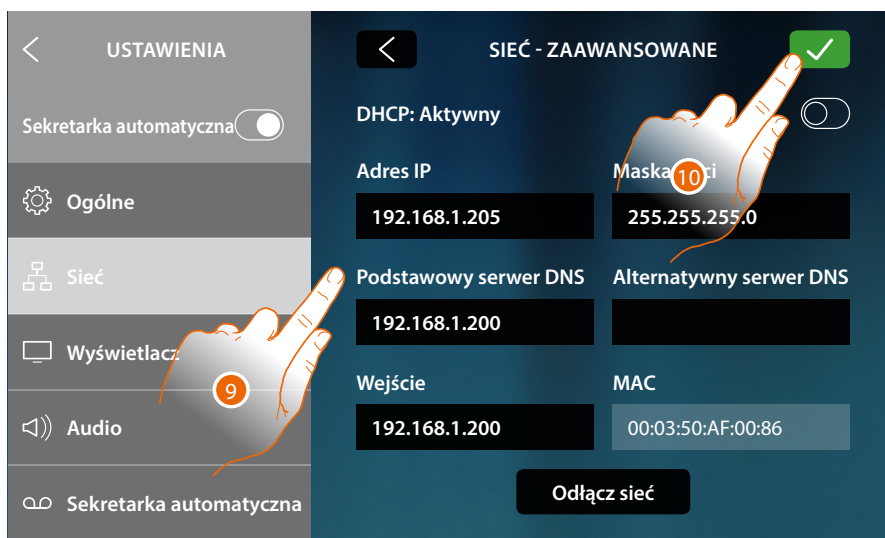 USTAWIENIA
Sekretarka automatyczna
Ogólne
Sieć
Wyświetlacz
Audio
Sekretarka automatyczna
SIEĆ - ZAAWANSOWANE
DHCP: Aktywny
Adres IP
192.168.1.205
Podstawowy serwer DNS
Alternatywny serwer DNS
192.168.1.200
Wejście
MAC
192.168.1.200
00:03:50:AF:00:86
Odłącz sieć
255.255.255.0
9
10